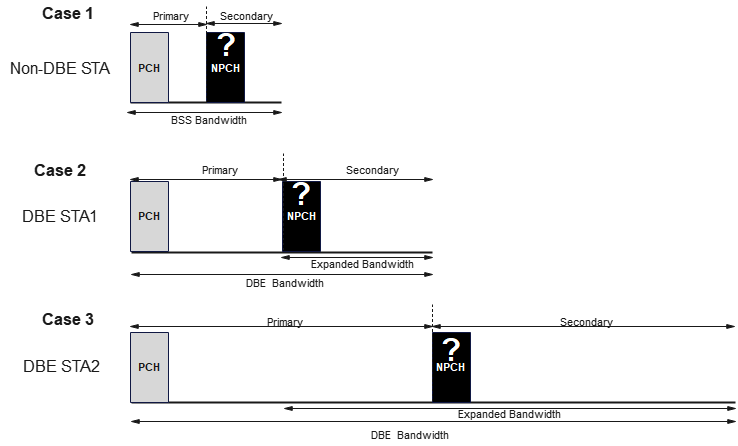 Case 1
Primary
Secondary
Non-DBE STA
PCH
?
NPCH
BSS Bandwidth
Case 2
Primary
Secondary
DBE STA1
PCH
?
NPCH
Expanded Bandwidth
DBE Bandwidth
Case 3
Primary
Secondary
DBE STA2
PCH
?
NPCH
Expanded Bandwidth
DBE Bandwidth